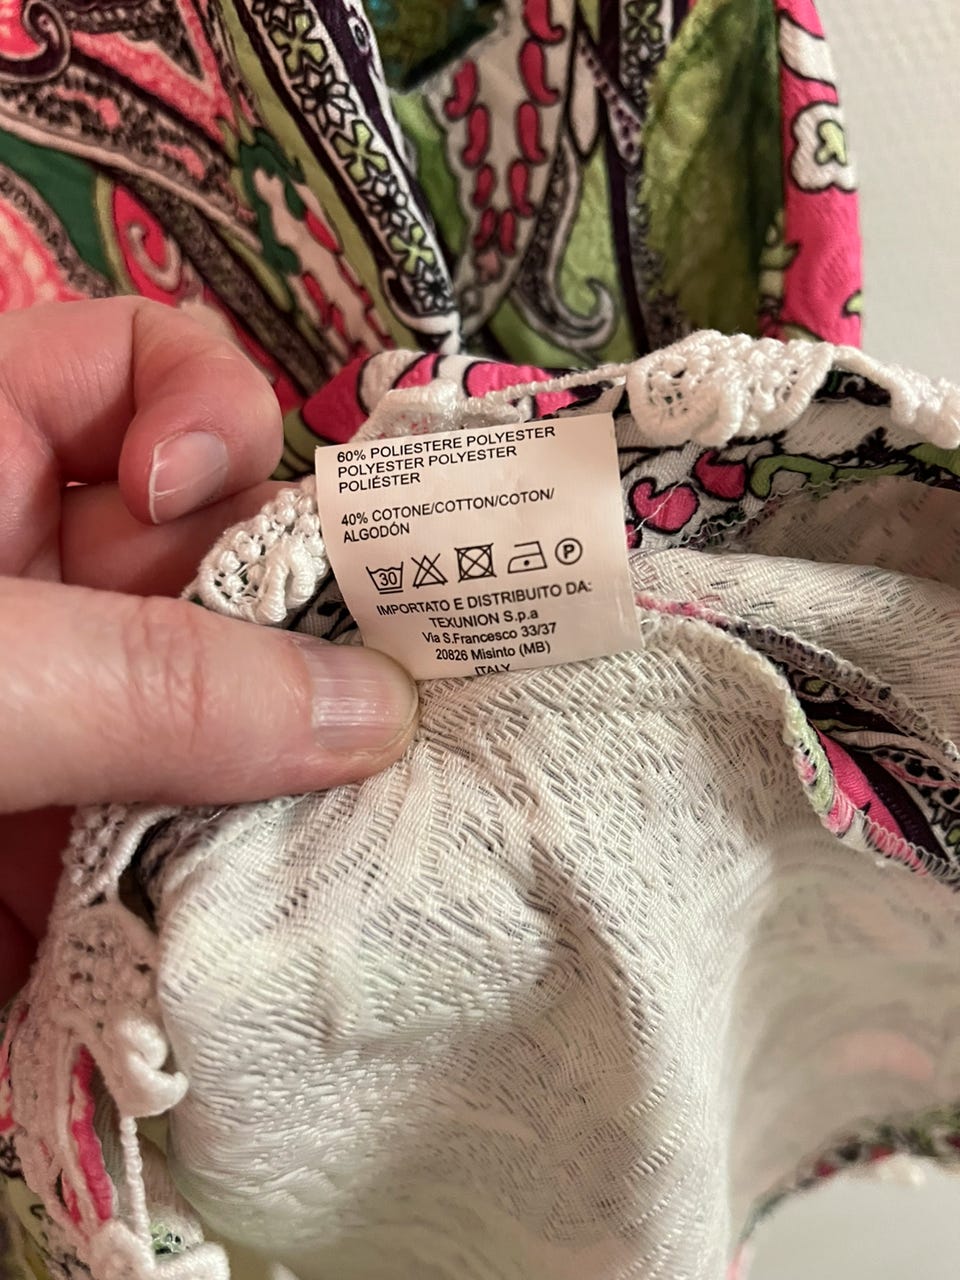 60% POLIESTERE POLYESTER
POLYESTER POLYESTER
POLIÉSTER
40% COTONE/COTTON/COTON/
ALGODÓN
30 P
IMPORTATO E DISTRIBUITO DA:
TEXUNION S.p.a
Via S.Francesco 33/37
20826 Misinto (MB)
ITALY